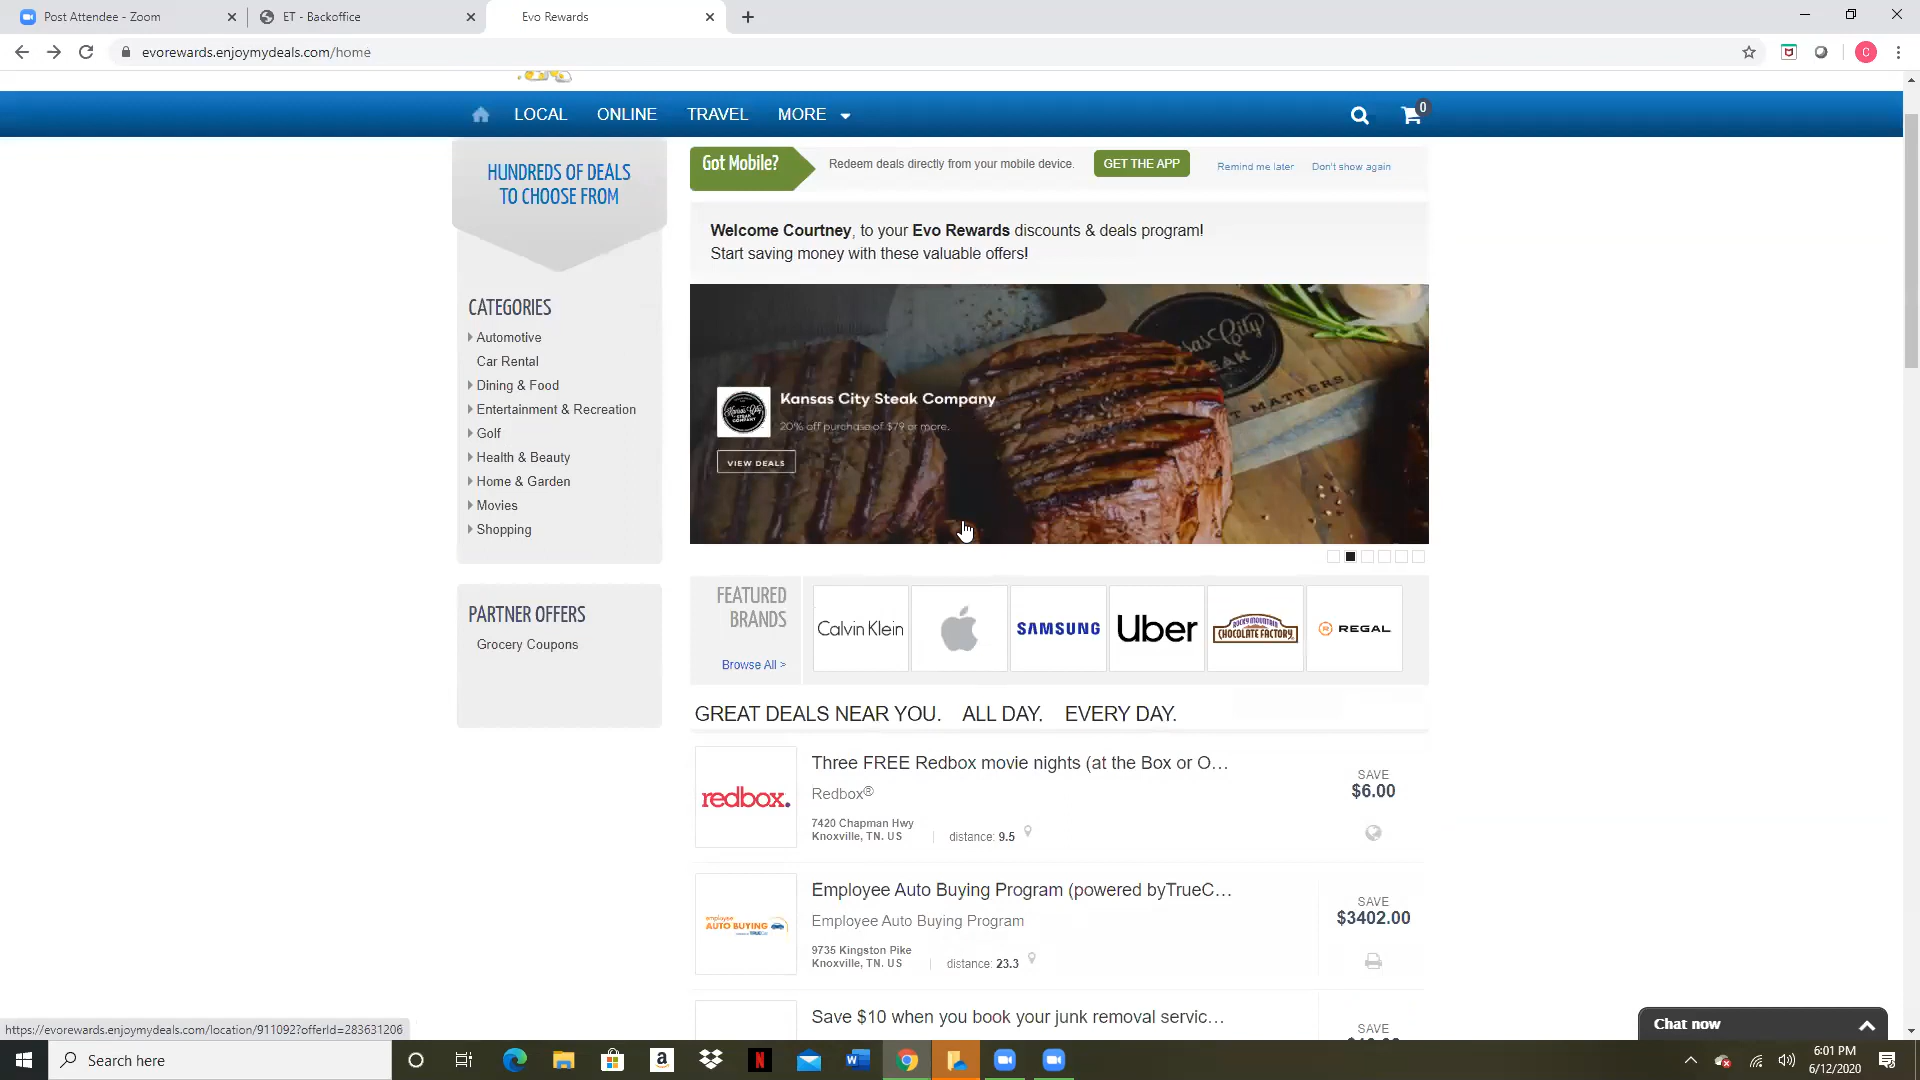 Post Attendee - Zoom
ET - Backoffice
Evo Rewards
evorewards.enjoymydeals.com/home
C
LOCAL
ONLINE
TRAVEL
MORE
0
HUNDREDS OF DEALS
TO CHOOSE FROM
Got Mobile?
Redeem deals directly from your mobile device.
GET THE APP
Remind me later
Don't show again
Welcome Courtney, to your Evo Rewards discounts & deals program!
Start saving money with these valuable offers!
CATEGORIES
Automotive
Car Rental
Dining & Food
Entertainment & Recreation
Golf
Health & Beauty
Home & Garden
Movies
Shopping
Kansas City Steak Company
20% off purchase of $79 or more.
VIEW DEALS
PARTNER OFFERS
Grocery Coupons
FEATURED
BRANDS
Browse All >
Calvin Klein
SAMSUNG
Uber
ROCKY MOUNTAIN
CHOCOLATE FACTORY
REGAL
GREAT DEALS NEAR YOU. ALL DAY. EVERY DAY.
redbox.
Three FREE Redbox movie nights (at the Box or O…
Redbox®
7420 Chapman Hwy
Knoxville, TN. US
distance: 9.5
SAVE
$6.00
employee
AUTO BUYING
Employee Auto Buying Program (powered byTrueC…
Employee Auto Buying Program
9735 Kingston Pike
Knoxville, TN. US
distance: 23.3
SAVE
$3402.00
Save $10 when you book your junk removal servic…
SAVE
Chat now
https://evorewards.enjoymydeals.com/location/911092?offerId=283631206
Search here
6:01 PM
6/12/2020